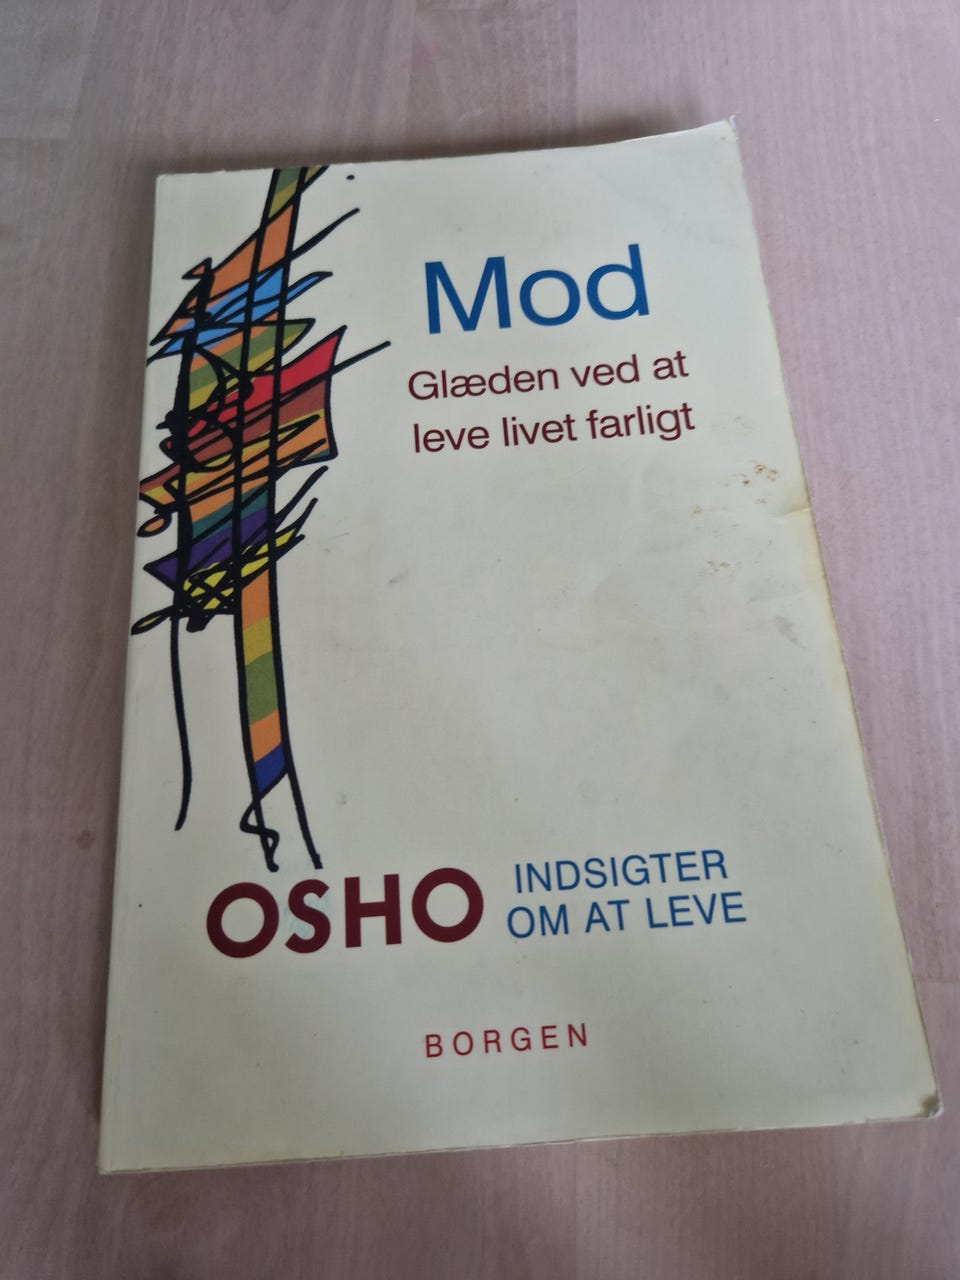 Mod
Glæden ved at
leve livet farligt
OSHO
INDSIGTER
OM AT LEVE
BORGEN